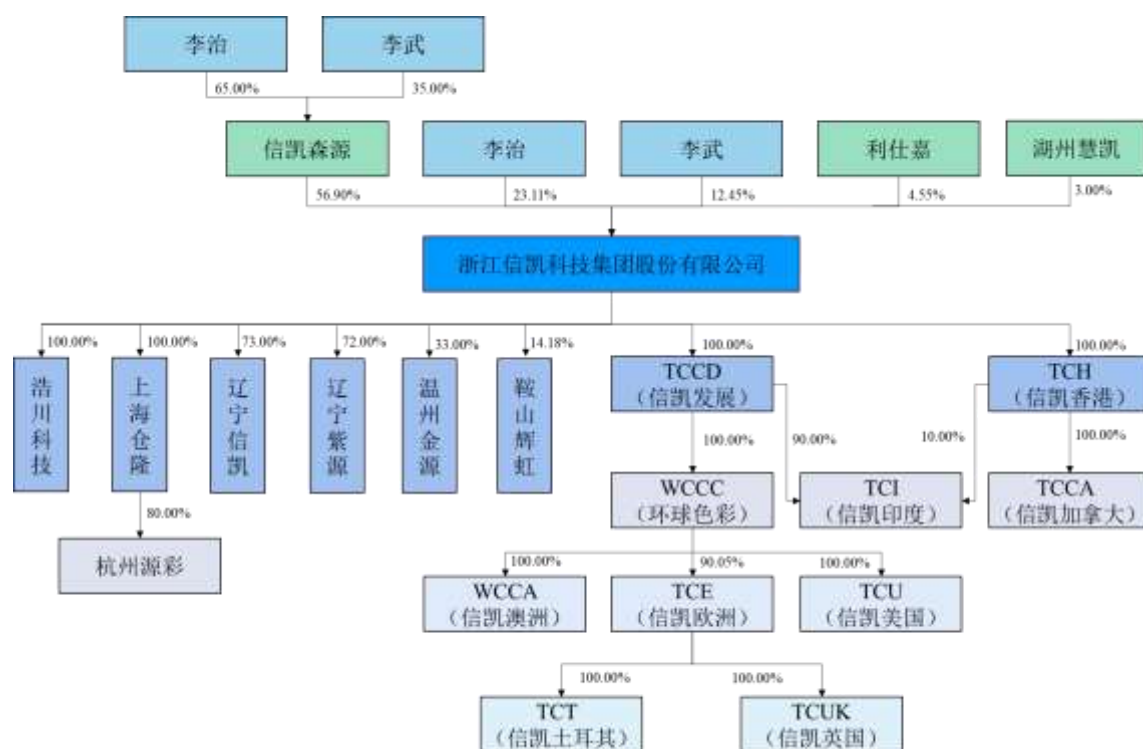 李治
李武
65.00%
35.00%
信凯森源
李治
李武
利仕嘉
湖州慧凯
56.90%
23.11%
12.45%
4.55%
3.00%
浙江信凯科技集团股份有限公司
100.00%
100.00%
73.00%
72.00%
33.00%
14.18%
100.00%
100.00%
浩川科技
上海仓隆
辽宁信凯
辽宁紫源
温州金源
鞍山辉虹
TCCD
（信凯发展）
TCH
（信凯香港）
100.00%
90.00%
10.00%
100.00%
WCCC
（环球色彩）
TCI
（信凯印度）
TCCA
（信凯加拿大）
80.00%
杭州源彩
100.00%
90.05%
100.00%
WCCA
（信凯澳洲）
TCE
（信凯欧洲）
TCU
（信凯美国）
100.00%
100.00%
TCT
（信凯土耳其）
TCUK
（信凯英国）